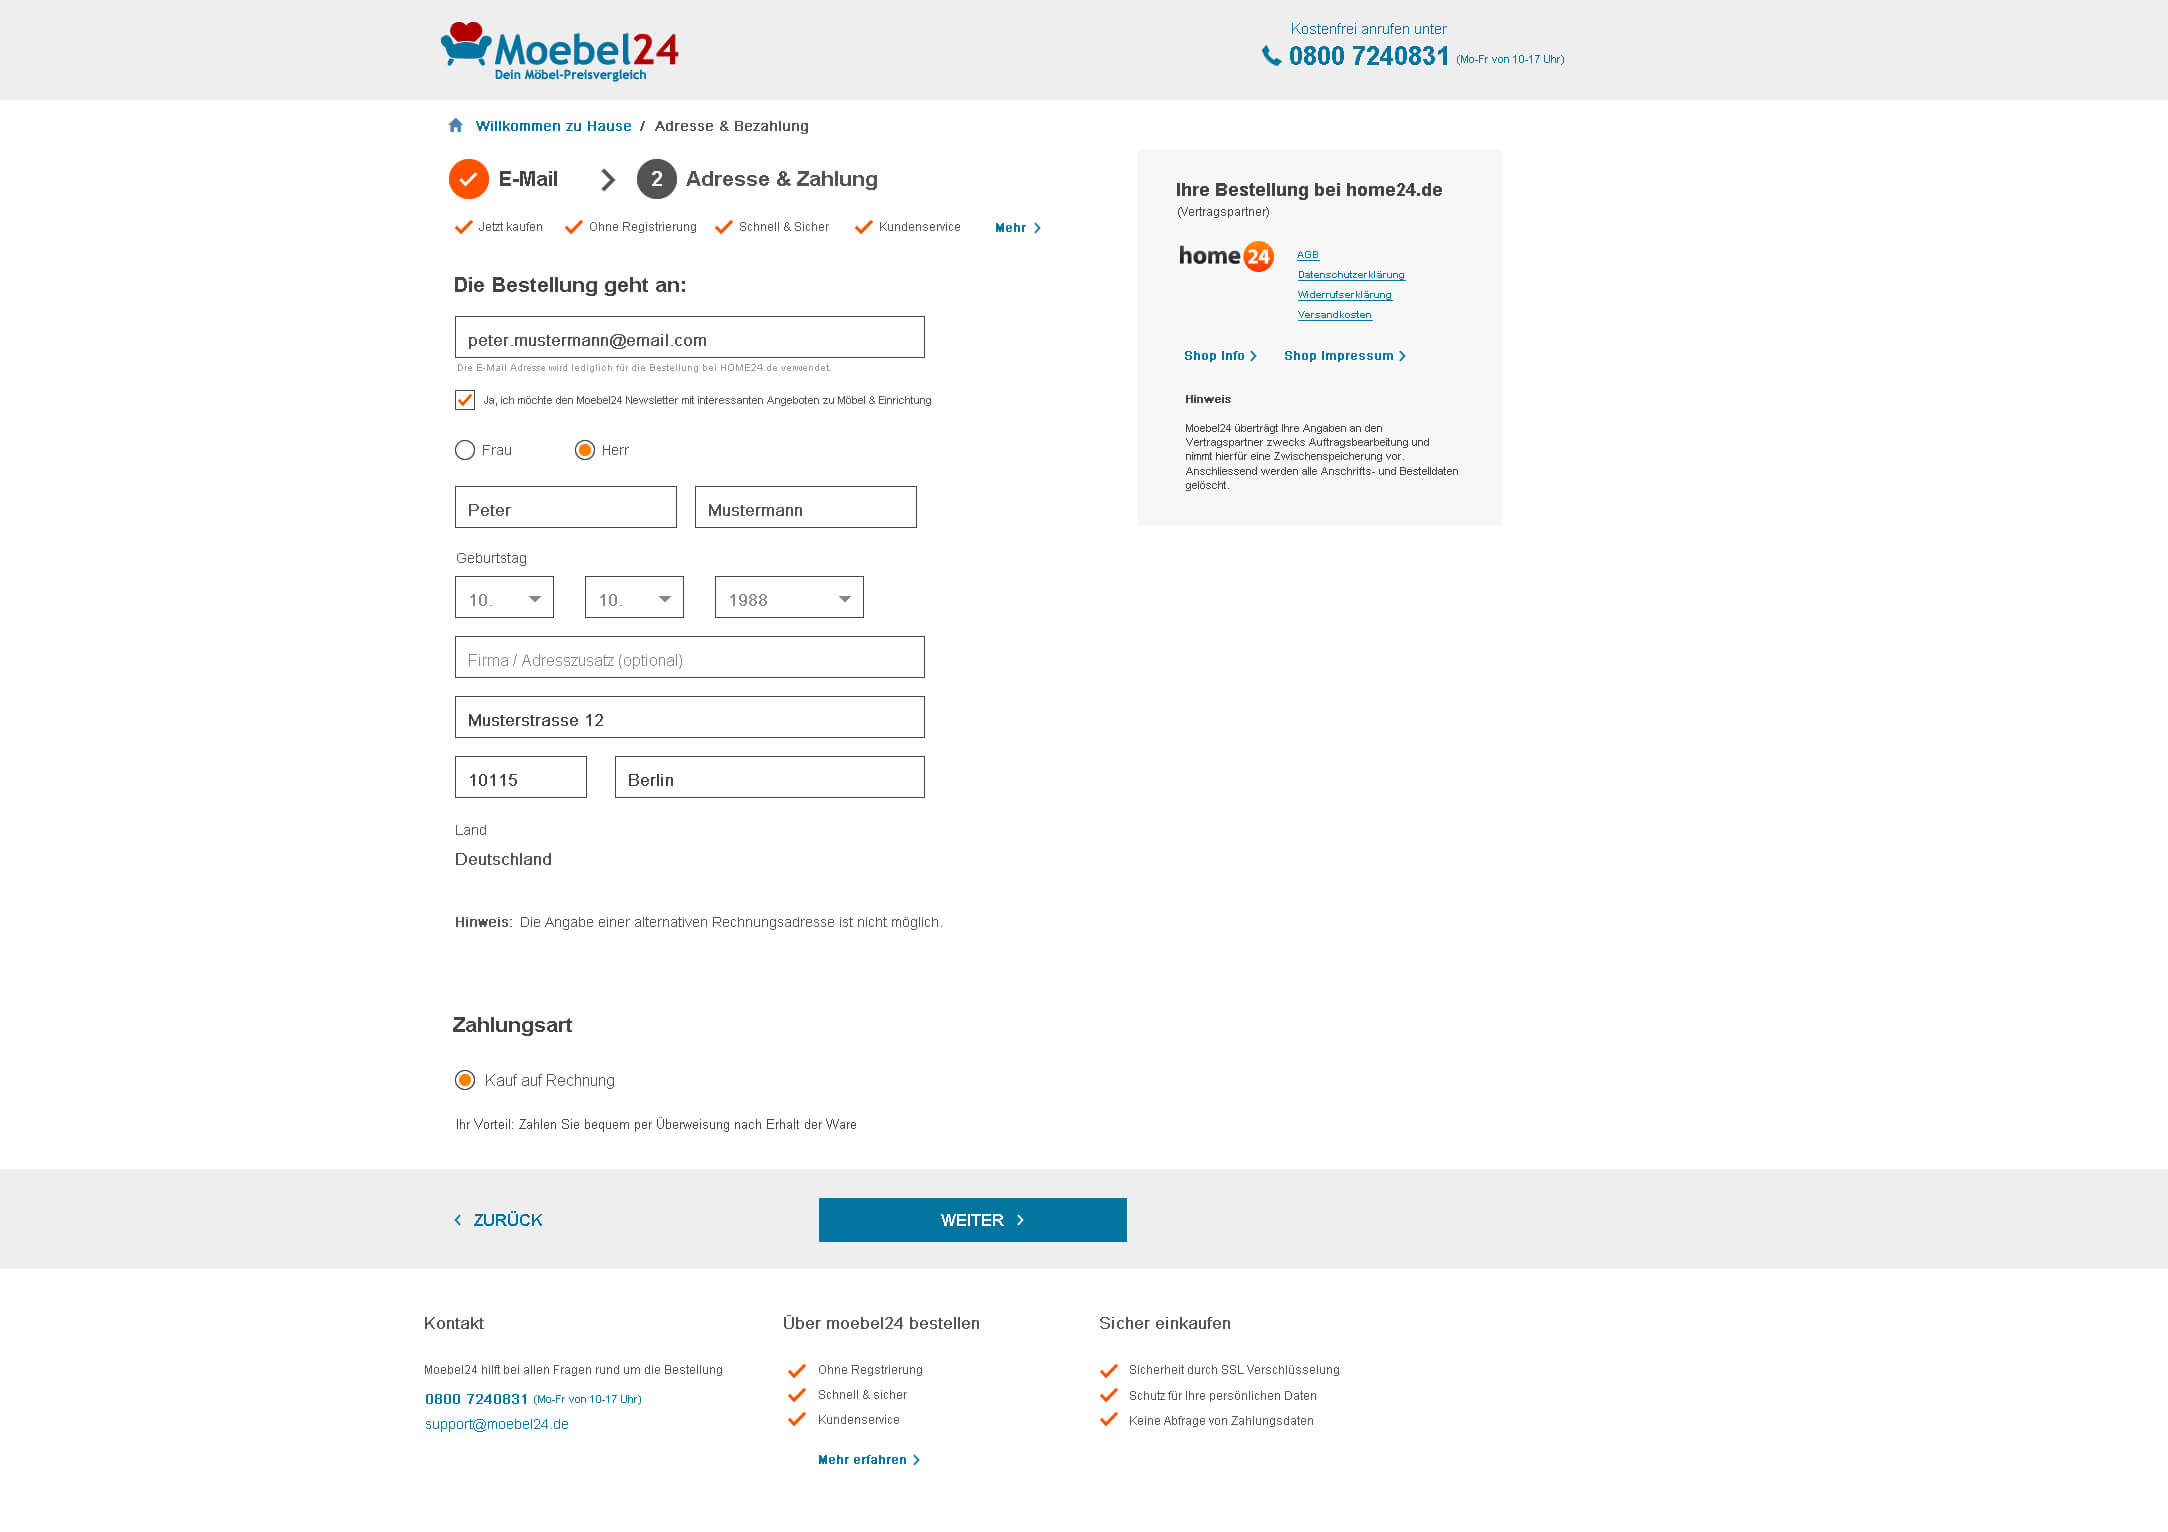 Moebel24
Dein Möbel-Preisvergleich
Kostenfrei anrufen unter
0800 7240831 (Mo-Fr von 10-17 Uhr)
Willkommen zu Hause / Adresse & Bezahlung
E-Mail
2 Adresse & Zahlung
Jetzt kaufen Ohne Registrierung Schnell & Sicher Kundenservice Mehr
Die Bestellung geht an:
peter.mustermann@email.com
Die E-Mail Adresse wird lediglich für die Bestellung bei HOME24.de verwendet.
Ja, ich möchte den Moebel24 Newsletter mit interessanten Angeboten zu Möbel & Einrichtung
Frau Herr
Peter Mustermann
Geburtstag
10. 10. 1988
Firma / Adresszusatz (optional)
Musterstrasse 12
10115 Berlin
Land
Deutschland
Hinweis: Die Angabe einer alternativen Rechnungsadresse ist nicht möglich.
Zahlungsart
Kauf auf Rechnung
Ihr Vorteil: Zahlen Sie bequem per Überweisung nach Erhalt der Ware
Ihre Bestellung bei home24.de
(Vertragspartner)
home24
AGB
Datenschutzerklärung
Widerrufserklärung
Versandkosten
Shop Info Shop Impressum
Hinweis
Moebel24 überträgt Ihre Angaben an den
Vertragspartner zwecks Auftragsbearbeitung und
nimmt hierfür eine Zwischenspeicherung vor.
Anschliessend werden alle Anschrifts- und Bestelldaten
gelöscht.
ZURÜCK WEITER
Kontakt
Moebel24 hilft bei allen Fragen rund um die Bestellung
0800 7240831 (Mo-Fr von 10-17 Uhr)
support@moebel24.de
Über moebel24 bestellen
Ohne Regstrierung
Schnell & sicher
Kundenservice
Mehr erfahren
Sicher einkaufen
Sicherheit durch SSL Verschlüsselung
Schutz für Ihre persönlichen Daten
Keine Abfrage von Zahlungsdaten